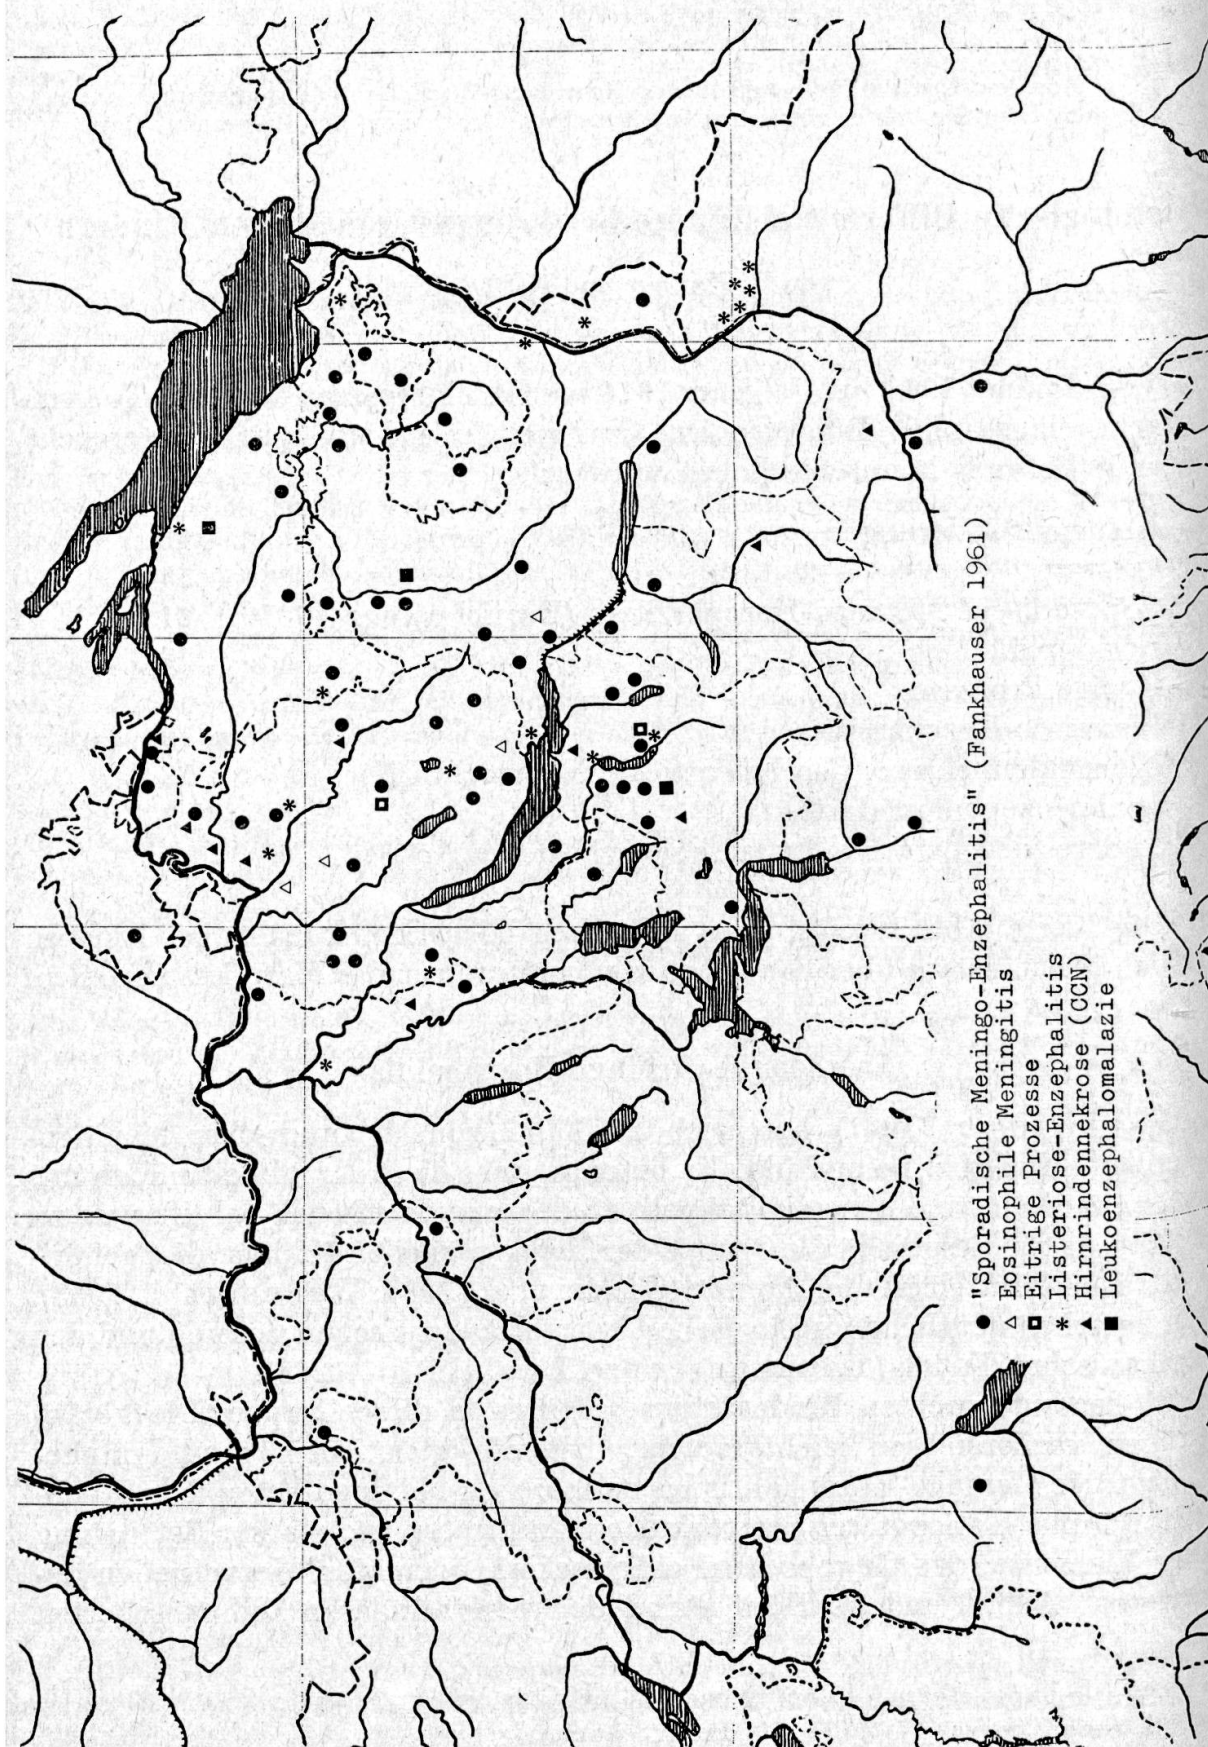 ● "Sporadische Meningo-Enzephalitis" (Fankhauser 1961)
△ Eosinophile Meningitis
◘ Eitrige Prozesse
* Listeriose-Enzephalitis
▲ Hirnrindennekrose (CCN)
■ Leukoenzephalomalazie